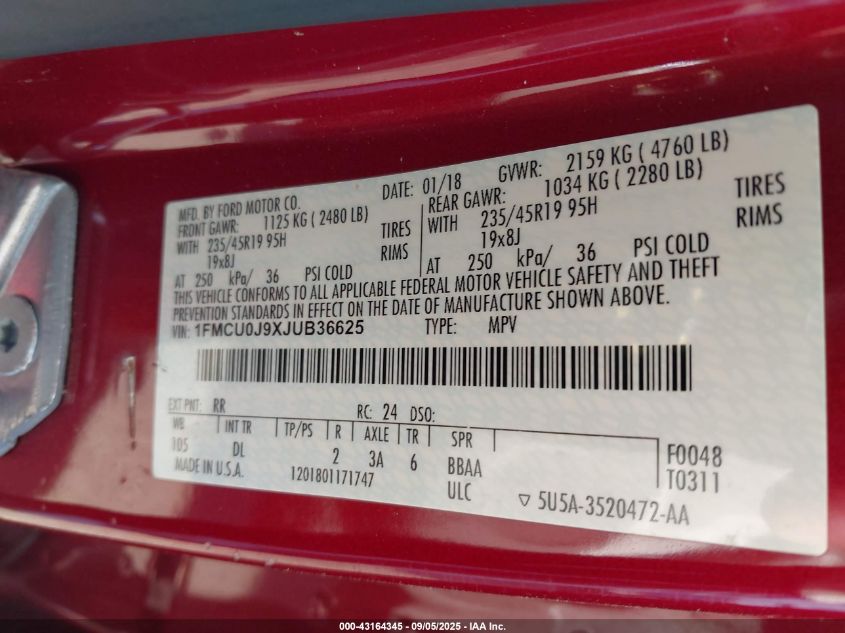 MFD. BY FORD MOTOR CO.
DATE: 01/18
GVWR: 2159 KG ( 4760 LB)
FRONT GAWR: 1125 KG ( 2480 LB)
REAR GAWR: 1034 KG ( 2280 LB)
WITH 235/45R19 95H TIRES
WITH 235/45R19 95H TIRES
19x8J RIMS
19x8J RIMS
AT 250 kPa/ 36 PSI COLD
AT 250 kPa/ 36 PSI COLD
THIS VEHICLE CONFORMS TO ALL APPLICABLE FEDERAL MOTOR VEHICLE SAFETY AND THEFT
PREVENTION STANDARDS IN EFFECT ON THE DATE OF MANUFACTURE SHOWN ABOVE.
VIN: 1FMCU0J9XJUB36625 TYPE: MPV
EXT PNT: RR RC: 24 DSO:
WB INT TR TP/PS R AXLE TR SPR
105 DL 2 3A 6 BBAA
F0048
MADE IN U.S.A. 1201801171747 ULC
T0311
5U5A-3520472-AA
000-43164345 - 09/05/2025 - IAA Inc.